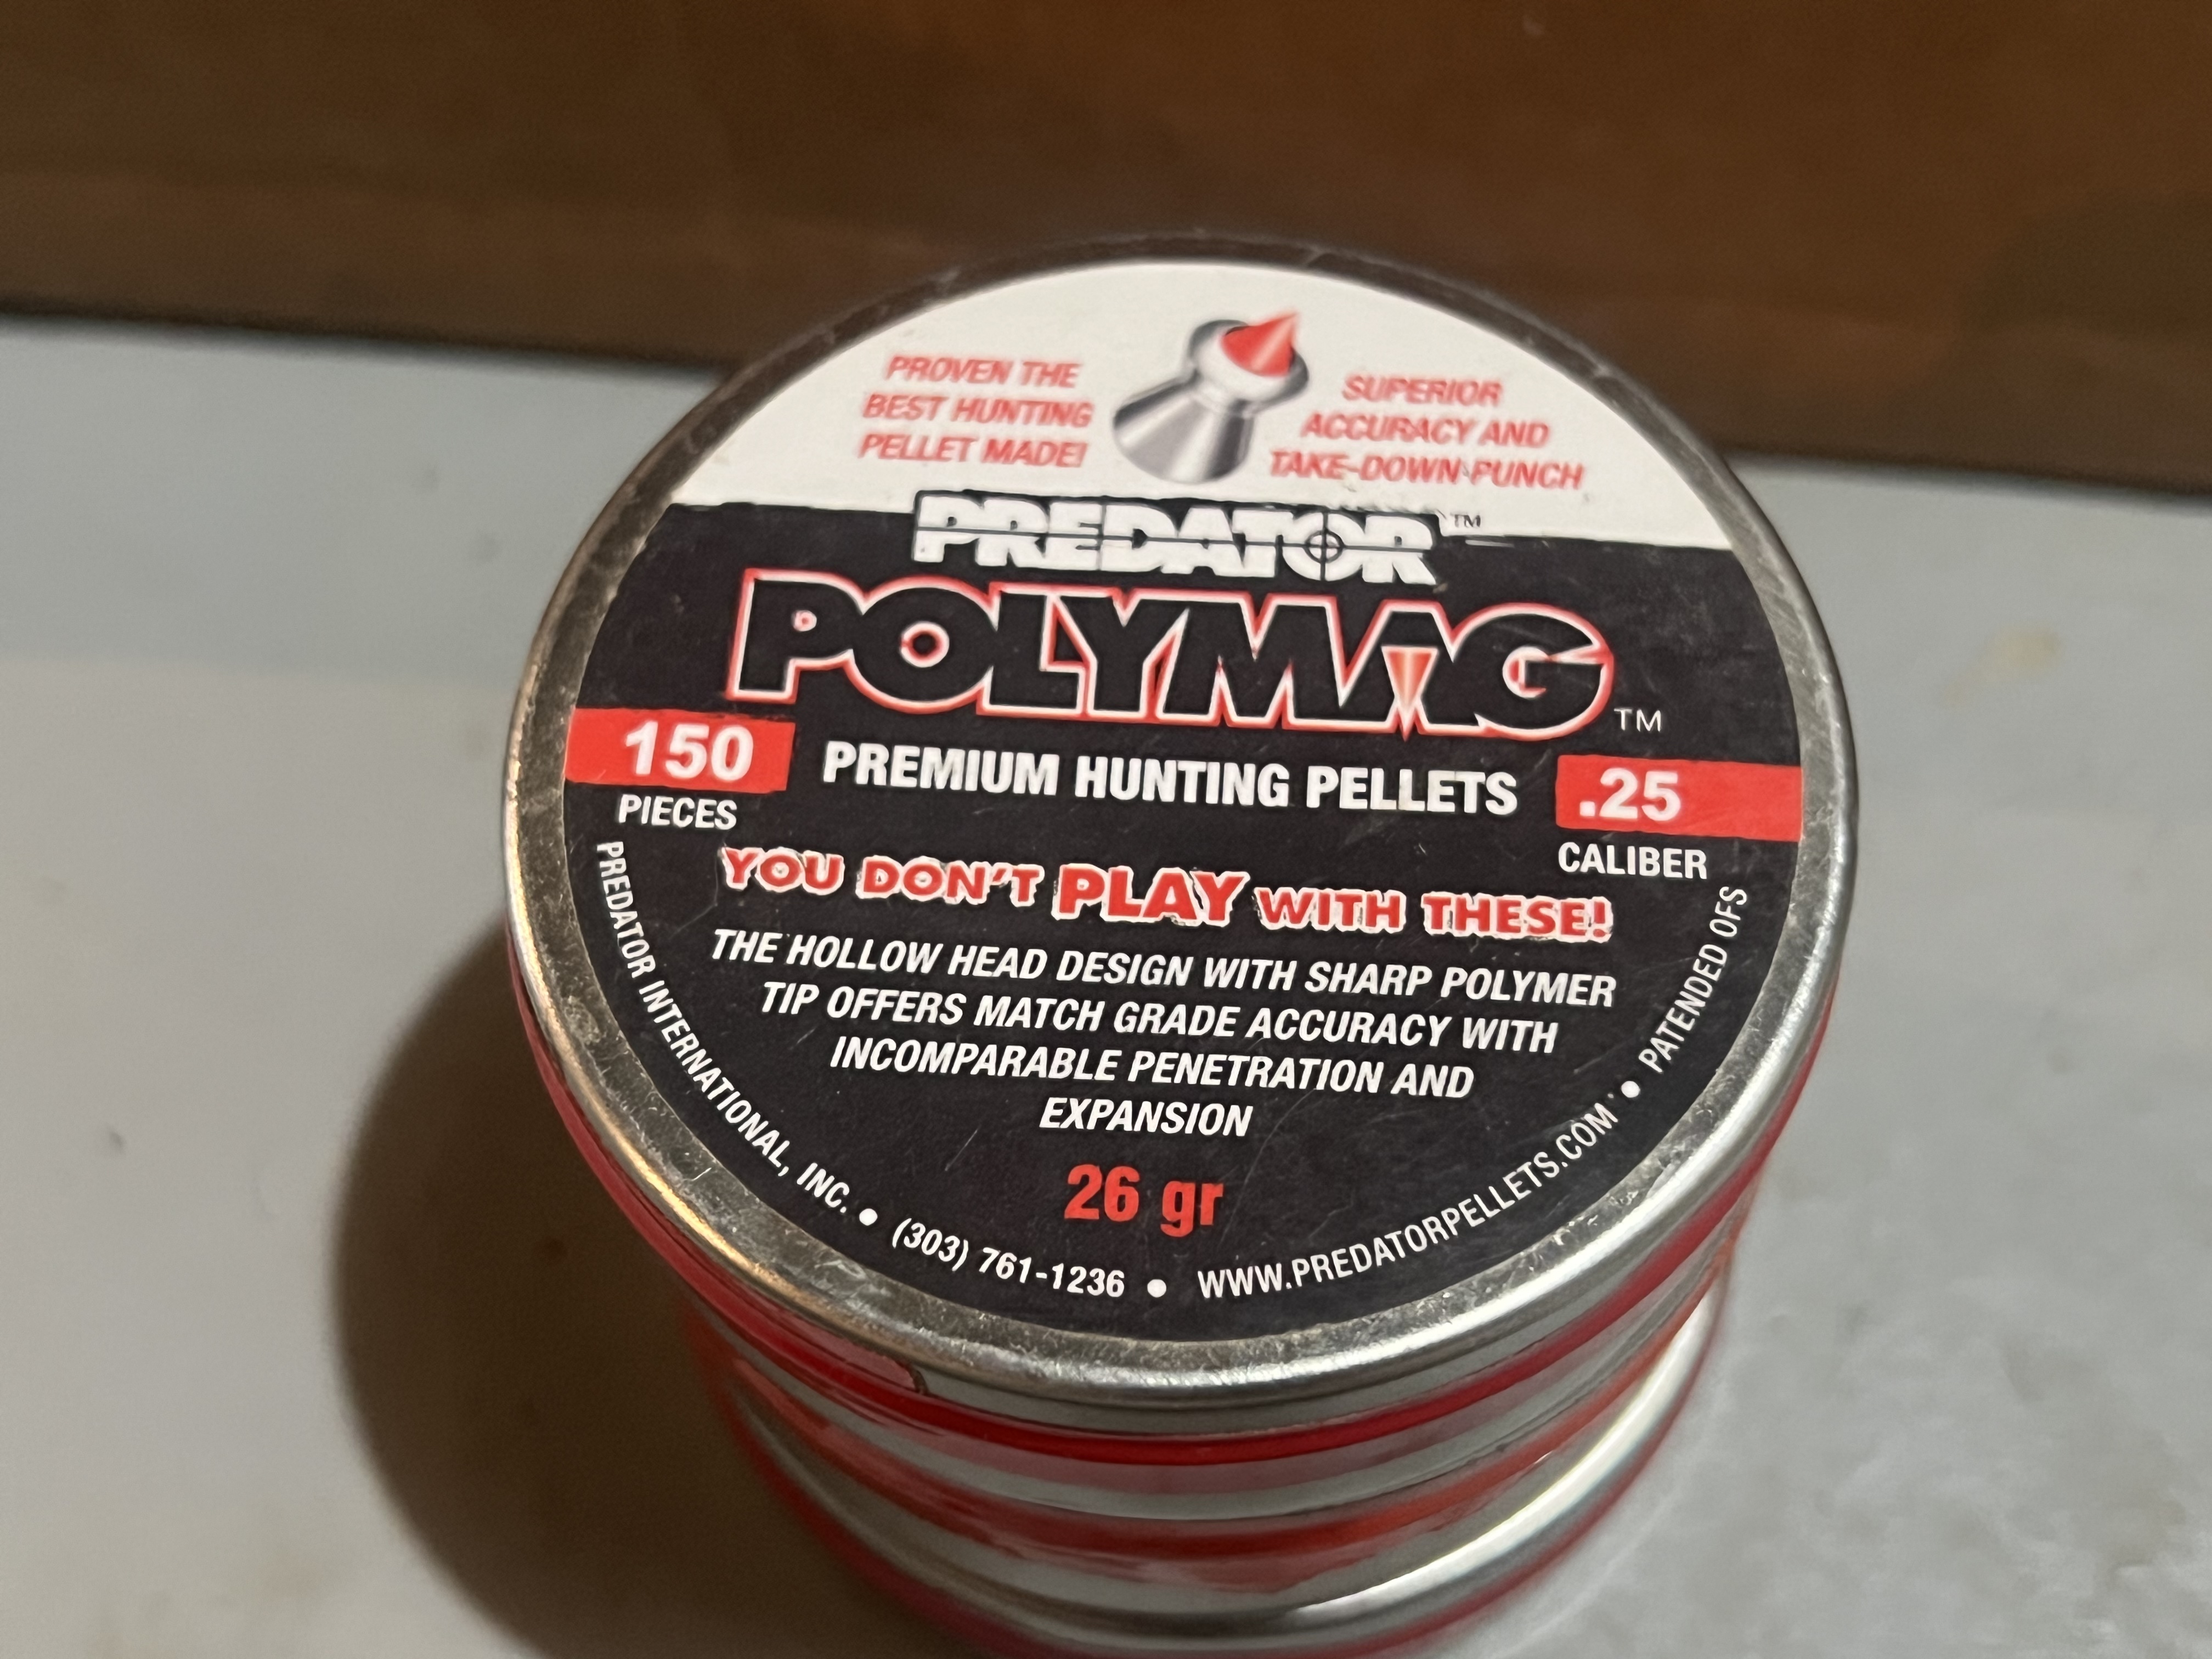 PROVEN THE
BEST HUNTING
PELLET MADE!
SUPERIOR
ACCURACY AND
TAKE-DOWN-PUNCH
PREDATOR™
POLYMAG™
150
PIECES
PREMIUM HUNTING PELLETS
.25
CALIBER
YOU DON'T PLAY WITH THESE!
THE HOLLOW HEAD DESIGN WITH SHARP POLYMER
TIP OFFERS MATCH GRADE ACCURACY WITH
INCOMPARABLE PENETRATION AND
EXPANSION
26 gr
PREDATOR INTERNATIONAL, INC. • (303) 761-1236 • WWW.PREDATORPELLETS.COM • PATENDED OFS